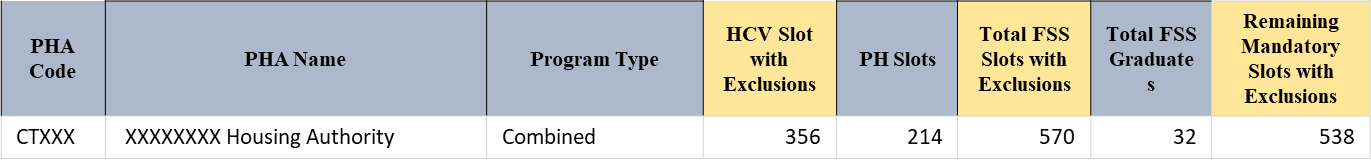 PHA Code
PHA Name
Program Type
HCV Slot with Exclusions
PH Slots
Total FSS Slots with Exclusions
Total FSS Graduate s
Remaining Mandatory Slots with Exclusions
CTXXX
XXXXXXXX Housing Authority
Combined
356
214
570
32
538